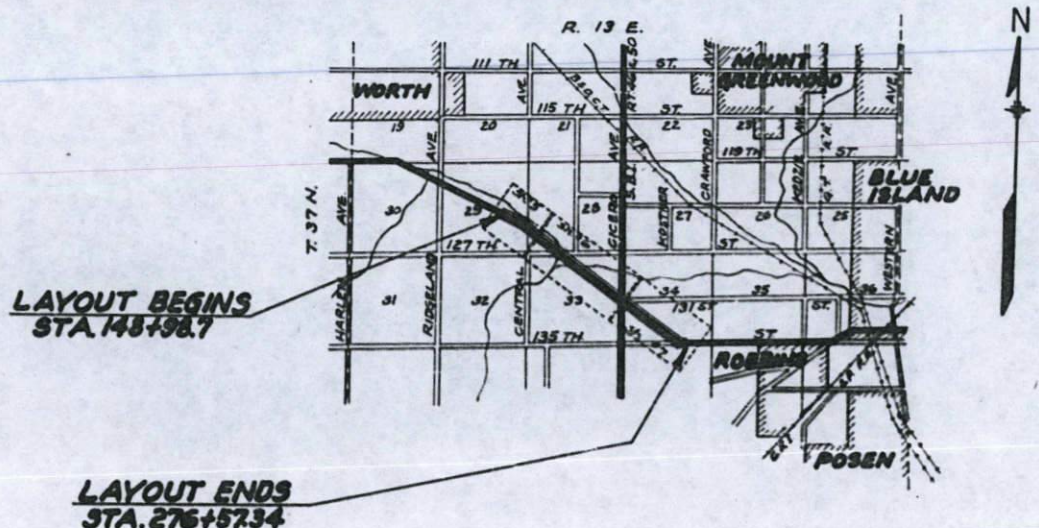 N
R. 13 E.
111 TH ST.
MOUNT
GREENWOOD
WORTH
AVE
AVE
AVE
115 TH ST.
19
20
21
22
23
AVE.
119 TH ST.
BLUE
ISLAND
T. 37 N.
HARLEM AVE
RIDGELAND
CENTRAL
CICERO AVE
KOSTNER
CRAWFORD
KEDZIE AVE
WESTERN
30
29
28
27
26
25
127 TH ST
31
32
33
34
35
36
131 ST ST.
135 TH ST
LAYOUT BEGINS
STA. 148+98.7
ROBBINS
POSEN
LAYOUT ENDS
STA. 276+57.34